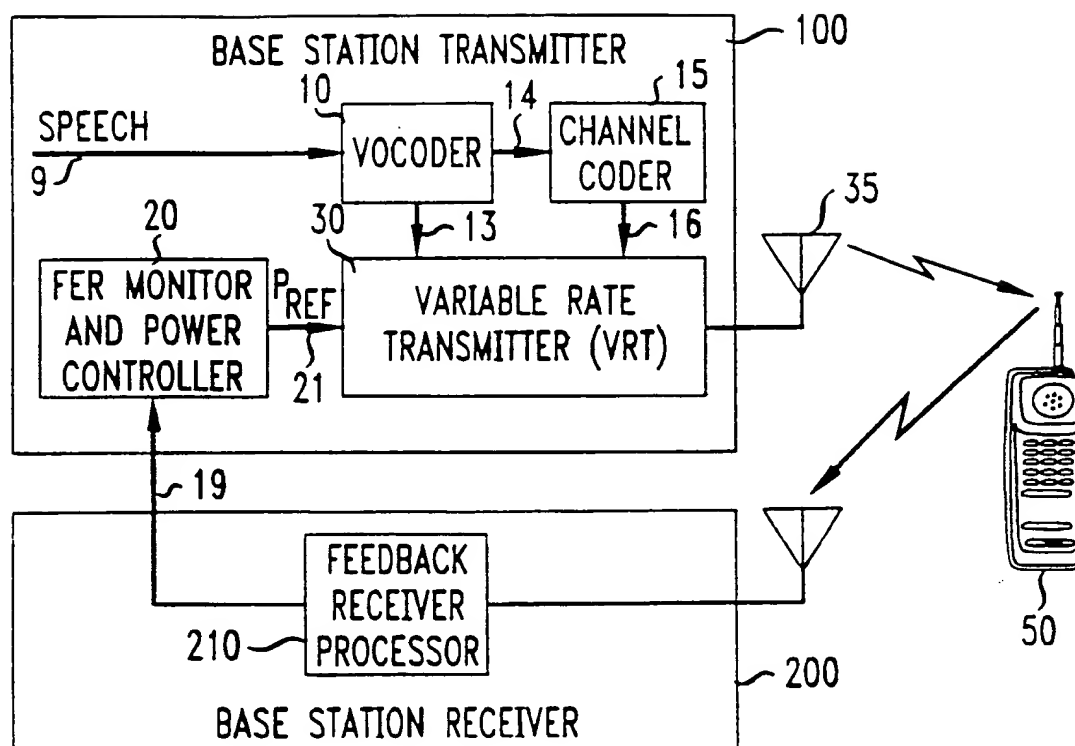 BASE STATION TRANSMITTER
100
10
14
15
SPEECH
9
VOCODER
CHANNEL
CODER
20
30
13
16
35
FER MONITOR
AND POWER
CONTROLLER
PREF
21
VARIABLE RATE
TRANSMITTER (VRT)
19
FEEDBACK
RECEIVER
PROCESSOR
210
50
200
BASE STATION RECEIVER